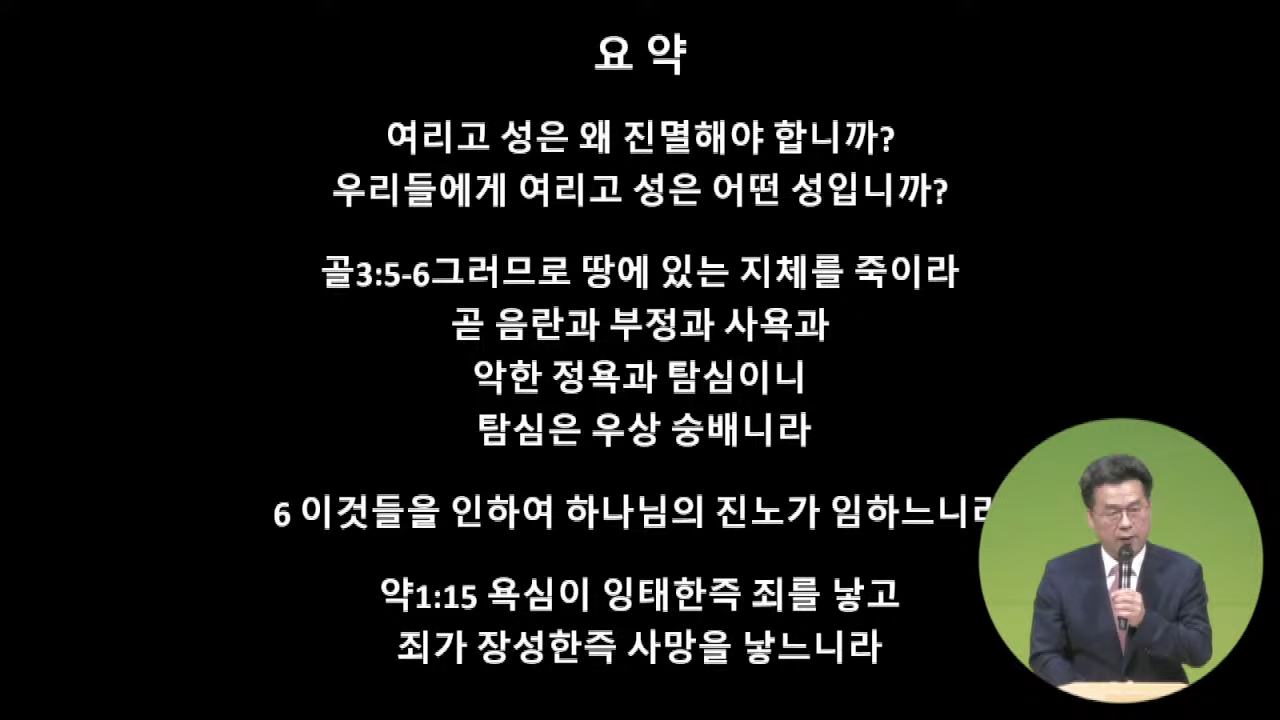 요 약
여리고 성은 왜 진멸해야 합니까?
우리들에게 여리고 성은 어떤 성입니까?
골3:5-6그러므로 땅에 있는 지체를 죽이라
곧 음란과 부정과 사욕과
악한 정욕과 탐심이니
탐심은 우상 숭배니라
6 이것들을 인하여 하나님의 진노가 임하느니라
약1:15 욕심이 잉태한즉 죄를 낳고
죄가 장성한즉 사망을 낳느니라